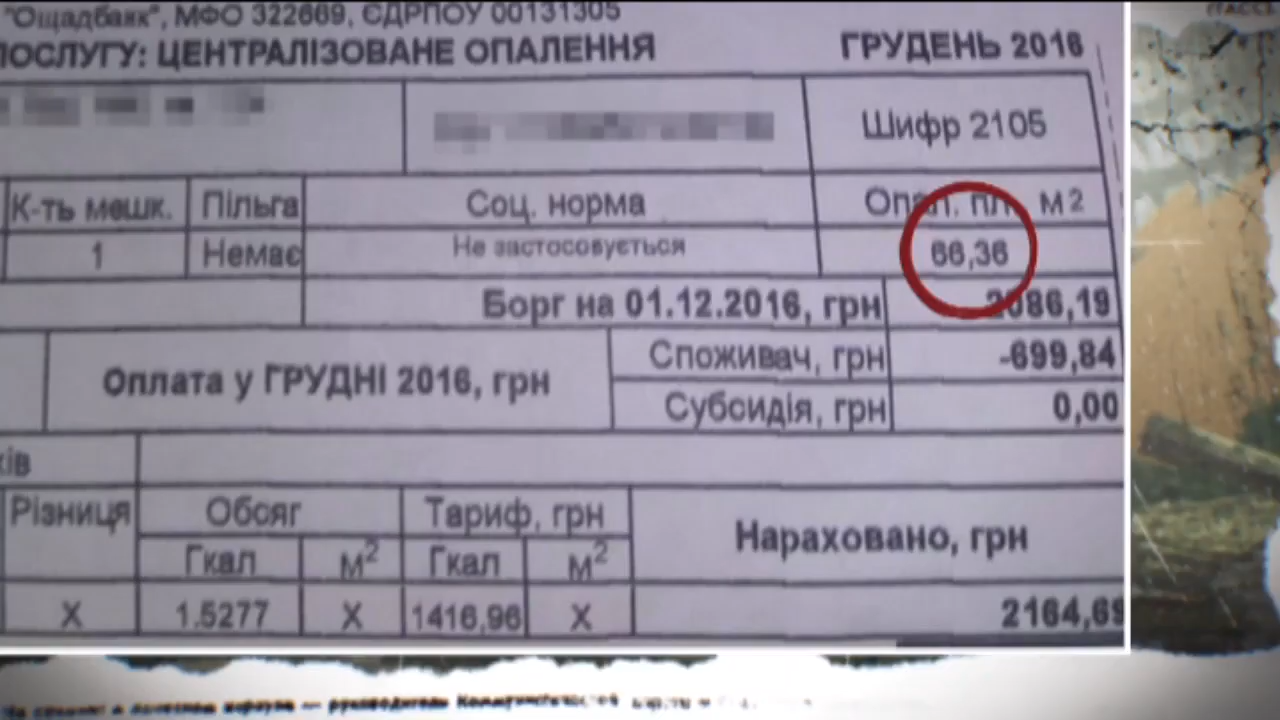 "Ощадбанк", МФО 322669, ЄДРПОУ 00131305
ПОСЛУГУ: ЦЕНТРАЛІЗОВАНЕ ОПАЛЕННЯ ГРУДЕНЬ 2016
Шифр 2105
К-ть мешк. Пільга Соц. норма Опал. пл. м2
1 Немає Не застосовується 66,36
Борг на 01.12.2016, грн 2086,19
Оплата у ГРУДНІ 2016, грн
Споживач, грн -699,84
Субсидія, грн 0,00
Різниця Обсяг Тариф, грн Нараховано, грн
Гкал м2 Гкал м2
X 1.5277 X 1416,96 X 2164,69